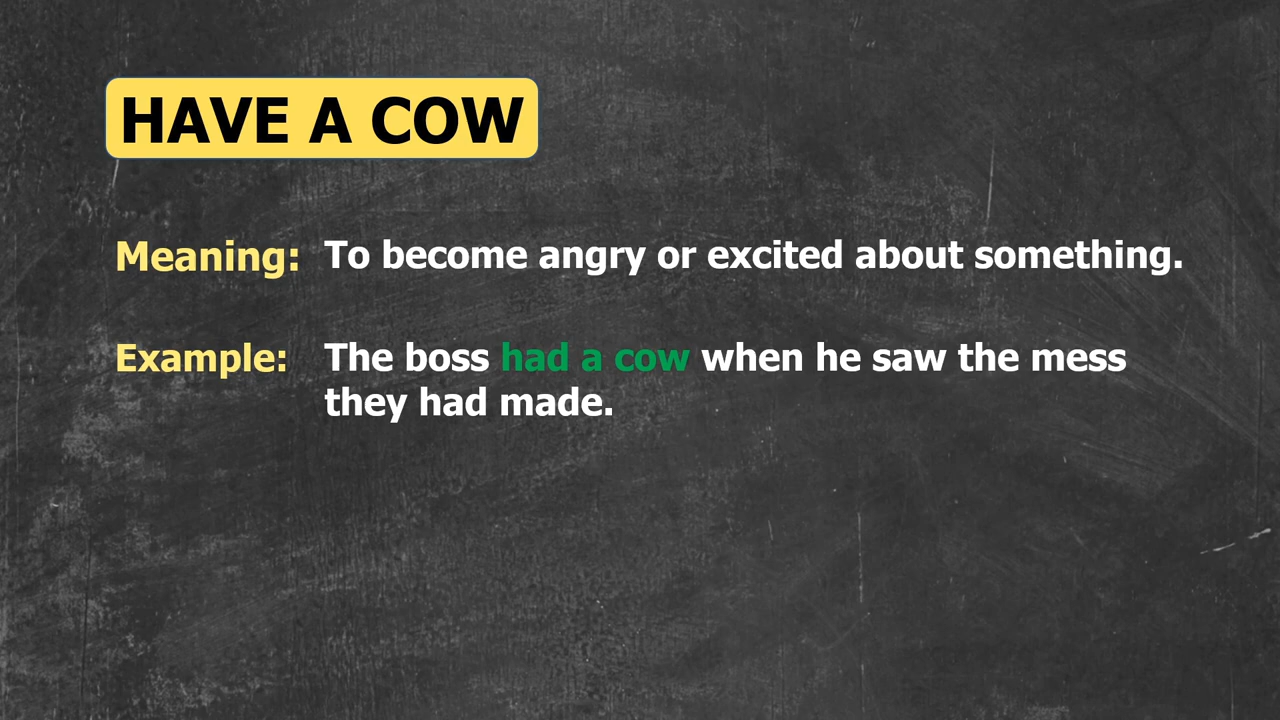 HAVE A COW
Meaning: To become angry or excited about something.
Example: The boss had a cow when he saw the mess
they had made.